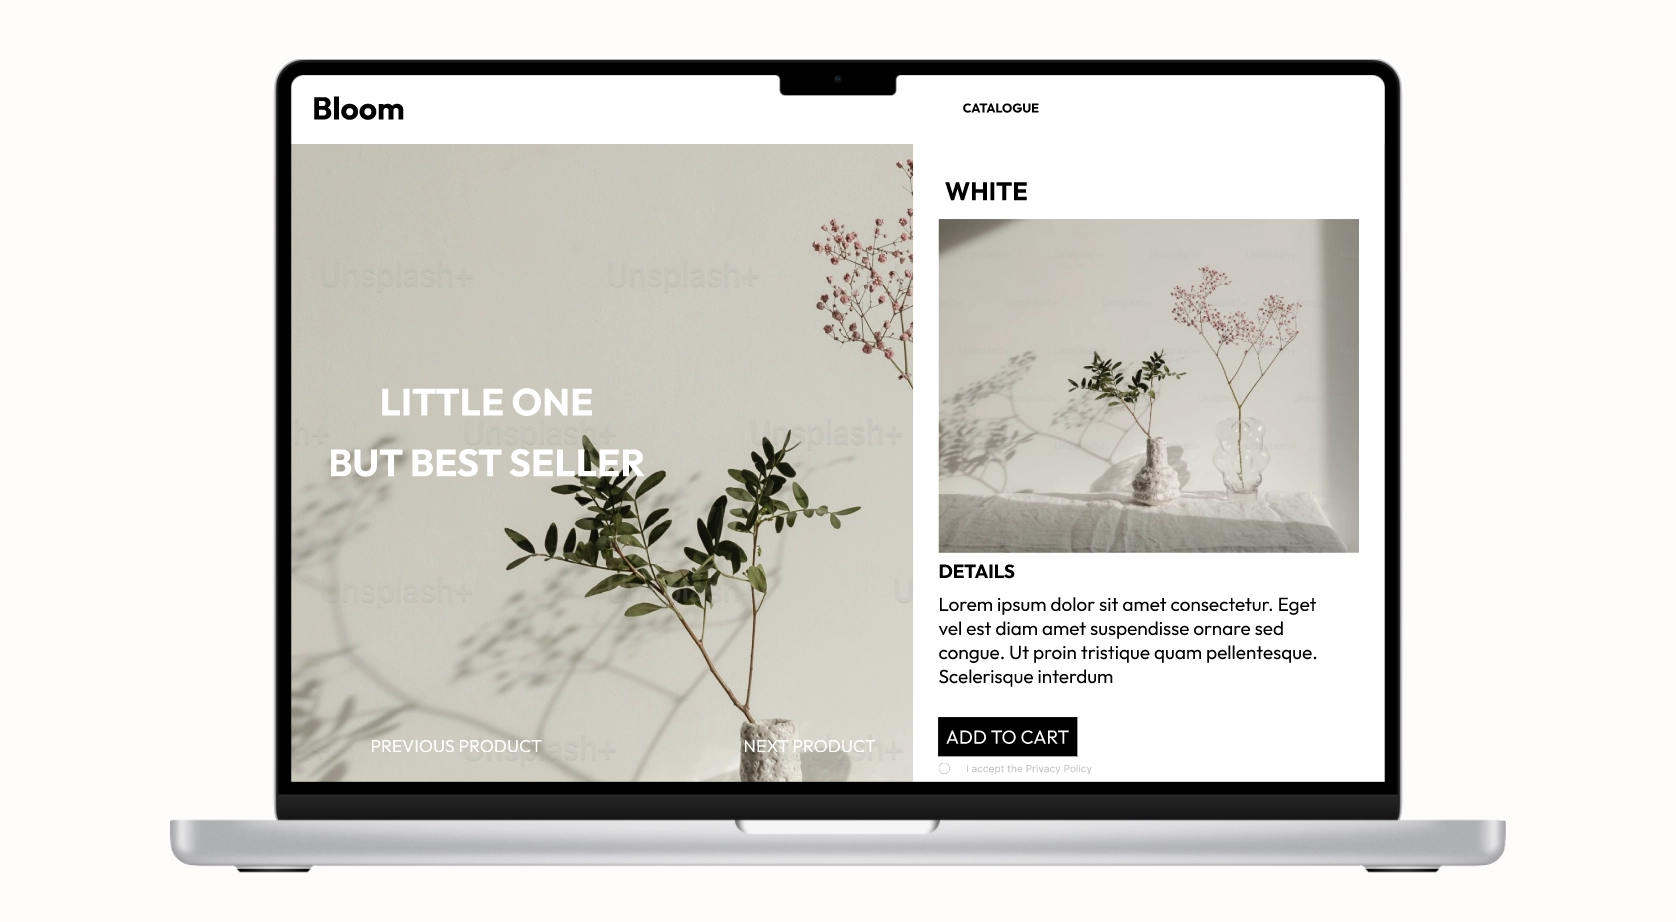 Bloom
CATALOGUE
Unsplash+
Unsplash+
LITTLE ONE
Unsplash+
Unsplash+
BUT BEST SELLER
Unsplash+
PREVIOUS PRODUCT
NEXT PRODUCT
WHITE
DETAILS
Lorem ipsum dolor sit amet consectetur. Eget
vel est diam amet suspendisse ornare sed
congue. Ut proin tristique quam pellentesque.
Scelerisque interdum
ADD TO CART
I accept the Privacy Policy